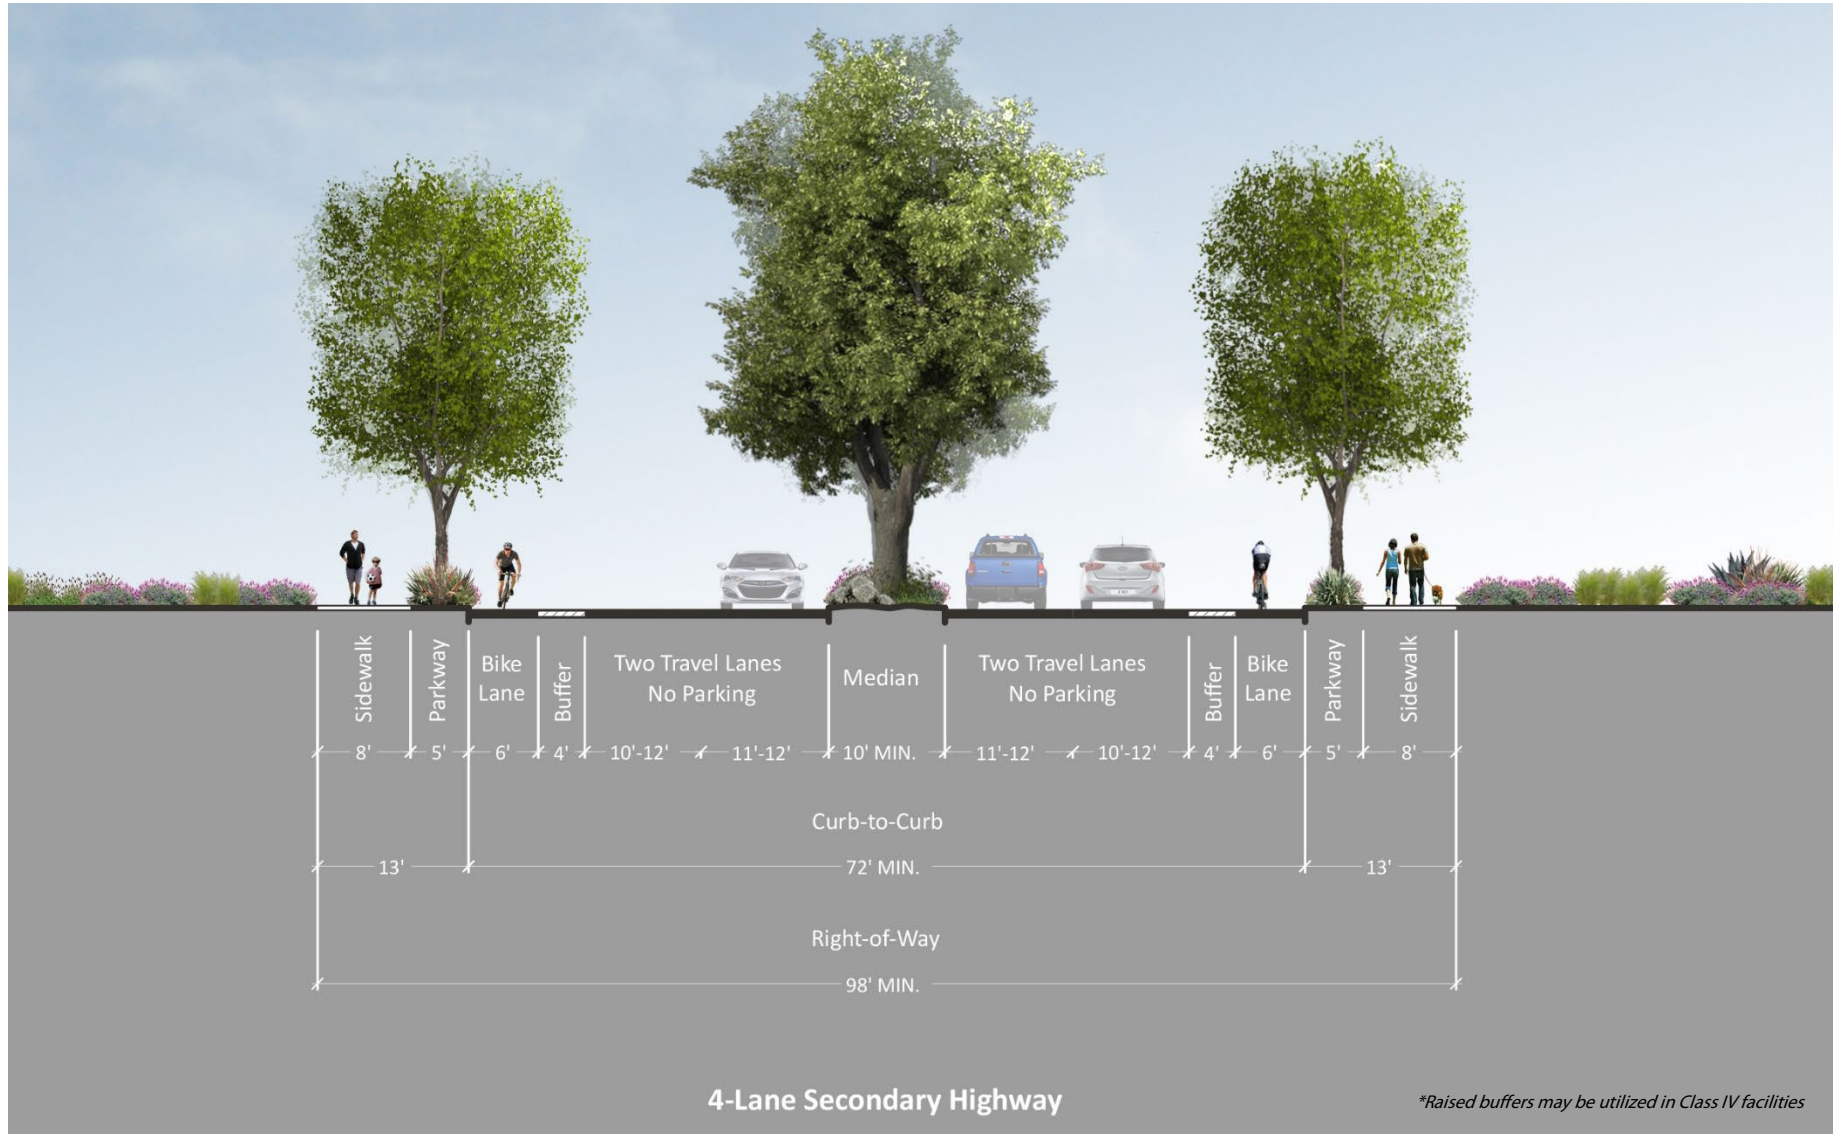 Sidewalk
Parkway
Bike
Lane
Buffer
Two Travel Lanes
No Parking
Median
Two Travel Lanes
No Parking
Buffer
Bike
Lane
Parkway
Sidewalk
8' 5' 6' 4' 10'-12' 11'-12' 10' MIN. 11'-12' 10'-12' 4' 6' 5' 8'
Curb-to-Curb
13' 72' MIN. 13'
Right-of-Way
98' MIN.
4-Lane Secondary Highway
*Raised buffers may be utilized in Class IV facilities